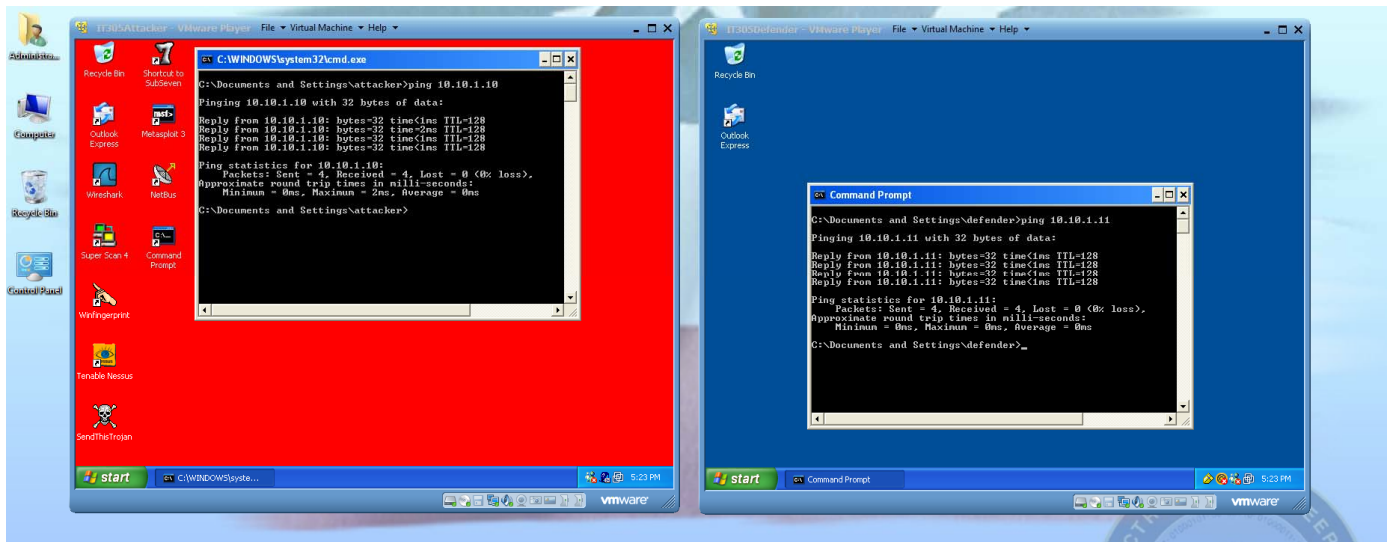 Administra...
Computer
Recycle Bin
Control Panel
IT305Attacker - VMware Player File Virtual Machine Help
Recycle Bin
Shortcut to SubSeven
Outlook Express
Metasploit 3
Wireshark
NetBus
Super Scan 4
Command Prompt
Winfingerprint
Tenable Nessus
SendThisTrojan
C:\WINDOWS\system32\cmd.exe
C:\Documents and Settings\attacker>ping 10.10.1.10
Pinging 10.10.1.10 with 32 bytes of data:
Reply from 10.10.1.10: bytes=32 time<1ms TTL=128
Reply from 10.10.1.10: bytes=32 time=2ms TTL=128
Reply from 10.10.1.10: bytes=32 time<1ms TTL=128
Reply from 10.10.1.10: bytes=32 time<1ms TTL=128
Ping statistics for 10.10.1.10:
Packets: Sent = 4, Received = 4, Lost = 0 (0% loss),
Approximate round trip times in milli-seconds:
Minimum = 0ms, Maximum = 2ms, Average = 0ms
C:\Documents and Settings\attacker>
start
C:\WINDOWS\syste...
5:23 PM
vmware
IT305Defender - VMware Player File Virtual Machine Help
Recycle Bin
Outlook Express
Command Prompt
C:\Documents and Settings\defender>ping 10.10.1.11
Pinging 10.10.1.11 with 32 bytes of data:
Reply from 10.10.1.11: bytes=32 time<1ms TTL=128
Reply from 10.10.1.11: bytes=32 time<1ms TTL=128
Reply from 10.10.1.11: bytes=32 time<1ms TTL=128
Reply from 10.10.1.11: bytes=32 time<1ms TTL=128
Ping statistics for 10.10.1.11:
Packets: Sent = 4, Received = 4, Lost = 0 (0% loss),
Approximate round trip times in milli-seconds:
Minimum = 0ms, Maximum = 0ms, Average = 0ms
C:\Documents and Settings\defender>_
start
Command Prompt
5:23 PM
vmware